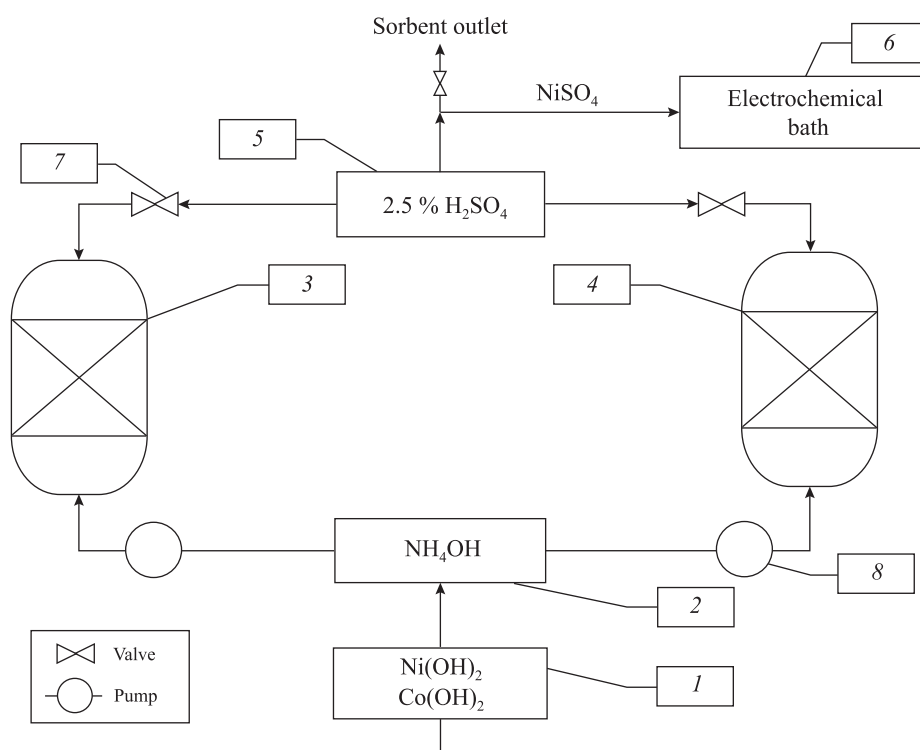 Sorbent outlet
6
NiSO₄
Electrochemical
bath
5
7
2.5 % H₂SO₄
3
4
NH₄OH
8
2
Valve
Ni(OH)₂
Co(OH)₂
1
Pump